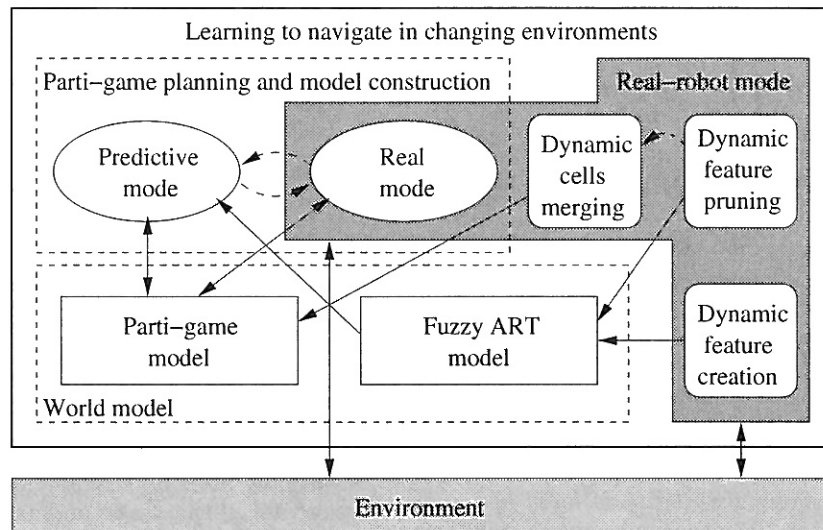 Learning to navigate in changing environments
Parti-game planning and model construction
Real-robot mode
Predictive
mode
Real
mode
Dynamic
cells
merging
Dynamic
feature
pruning
Parti-game
model
Fuzzy ART
model
Dynamic
feature
creation
World model
Environment